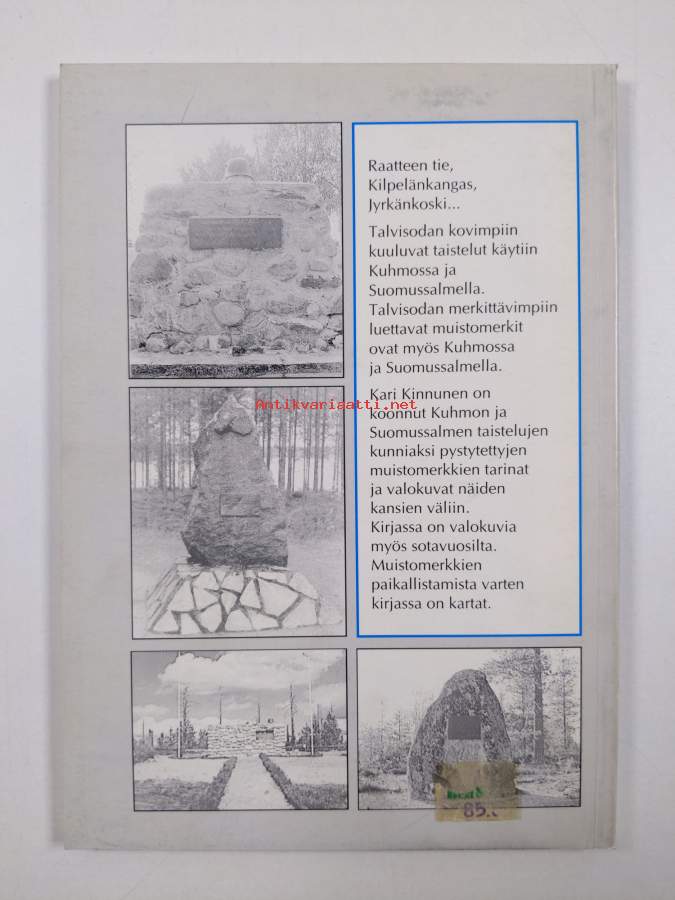 Raatteen tie,
Kilpelänkangas,
Jyrkänkoski...
Talvisodan kovimpiin
kuuluvat taistelut käytiin
Kuhmossa ja
Suomussalmella.
Talvisodan merkittävimpiin
luettavat muistomerkit
ovat myös Kuhmossa
ja Suomussalmella.
Kari Kinnunen on
koonnut Kuhmon ja
Suomussalmen taistelujen
kunniaksi pystytettyjen
muistomerkkien tarinat
ja valokuvat näiden
kansien väliin.
Kirjassa on valokuvia
myös sotavuosilta.
Muistomerkkien
paikallistamista varten
kirjassa on kartat.
Antikvariaatti.net
85.